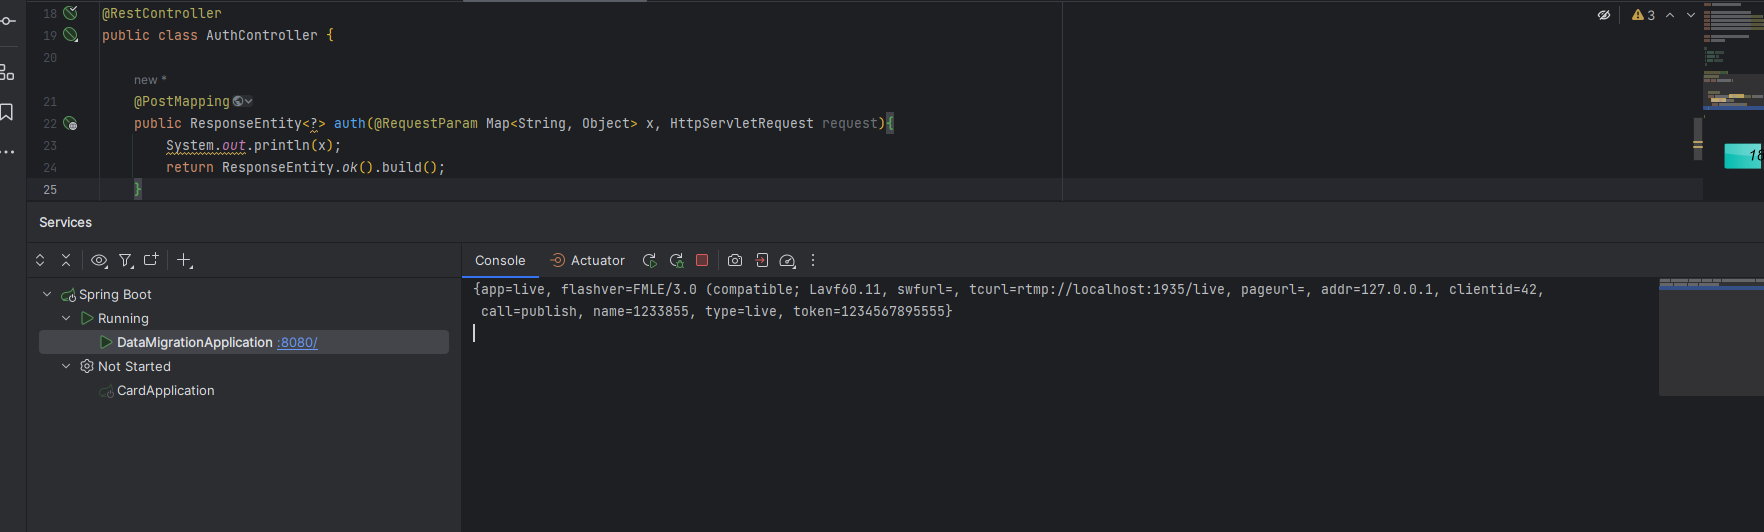 18 @RestController
19 public class AuthController {
20
new *
21 @PostMapping
22 public ResponseEntity<?> auth(@RequestParam Map<String, Object> x, HttpServletRequest request){
23 System.out.println(x);
24 return ResponseEntity.ok().build();
25 }
3
18
Services
Console Actuator
Spring Boot
Running
DataMigrationApplication :8080/
Not Started
CardApplication
{app=live, flashver=FMLE/3.0 (compatible; Lavf60.11, swfurl=, tcurl=rtmp://localhost:1935/live, pageurl=, addr=127.0.0.1, clientid=42,
call=publish, name=1233855, type=live, token=1234567895555}